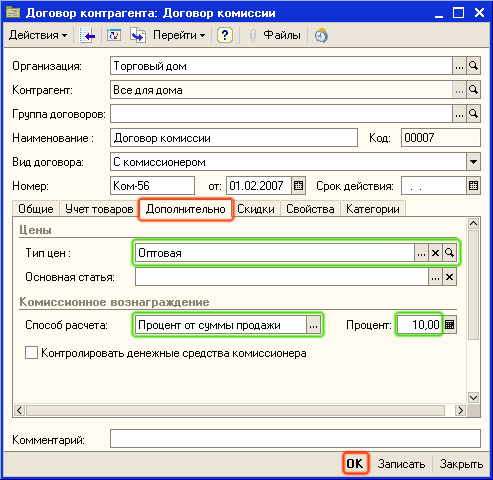 Договор контрагента: Договор комиссии
Действия Перейти ? Файлы
Организация: Торговый дом ...
Контрагент: Все для дома ...
Группа договоров: ...
Наименование : Договор комиссии Код: 00007
Вид договора: С комиссионером
Номер: Ком-56 от: 01.02.2007 Срок действия: . .
Общие Учет товаров Дополнительно Скидки Свойства Категории
Цены
Тип цен : Оптовая ... ×
Основная статья: ... ×
Комиссионное вознаграждение
Способ расчета: Процент от суммы продажи ... Процент: 10,00
Контролировать денежные средства комиссионера
Комментарий:
OK Записать Закрыть